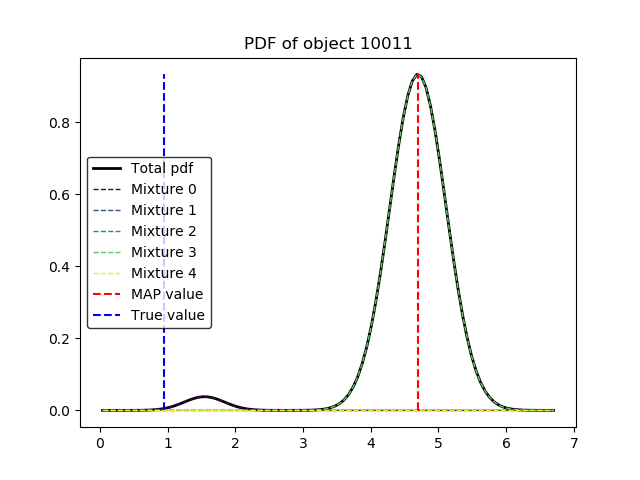 PDF of object 10011
0.8
0.6
0.4
0.2
0.0
Total pdf
Mixture 0
Mixture 1
Mixture 2
Mixture 3
Mixture 4
MAP value
True value
0 1 2 3 4 5 6 7